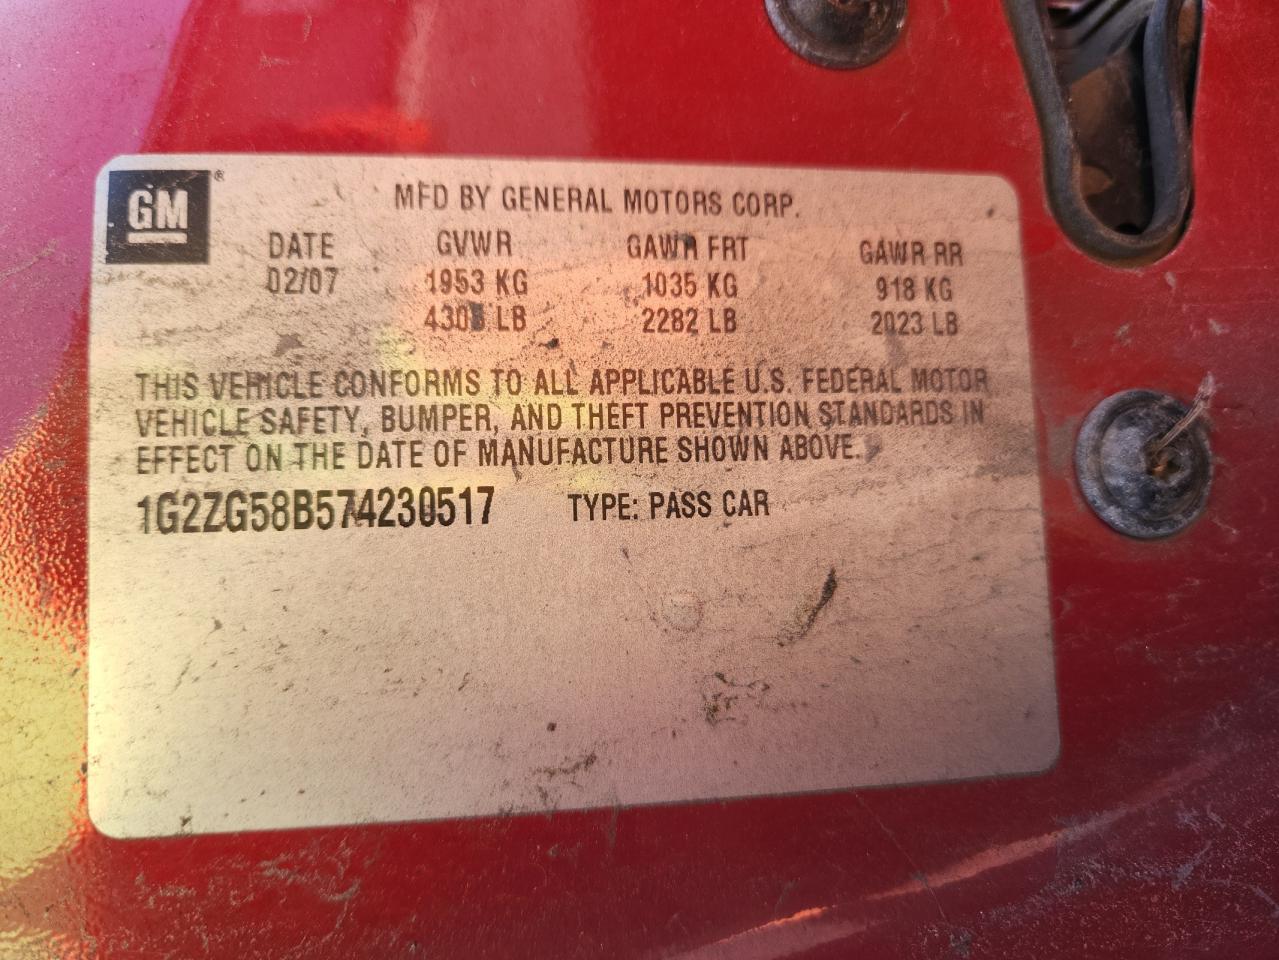 GM®
MFD BY GENERAL MOTORS CORP.
DATE GVWR GAWR FRT GAWR RR
02/07 1953 KG 1035 KG 918 KG
4305 LB 2282 LB 2023 LB
THIS VEHICLE CONFORMS TO ALL APPLICABLE U.S. FEDERAL MOTOR
VEHICLE SAFETY, BUMPER, AND THEFT PREVENTION STANDARDS IN
EFFECT ON THE DATE OF MANUFACTURE SHOWN ABOVE.
1G2ZG58B574230517 TYPE: PASS CAR